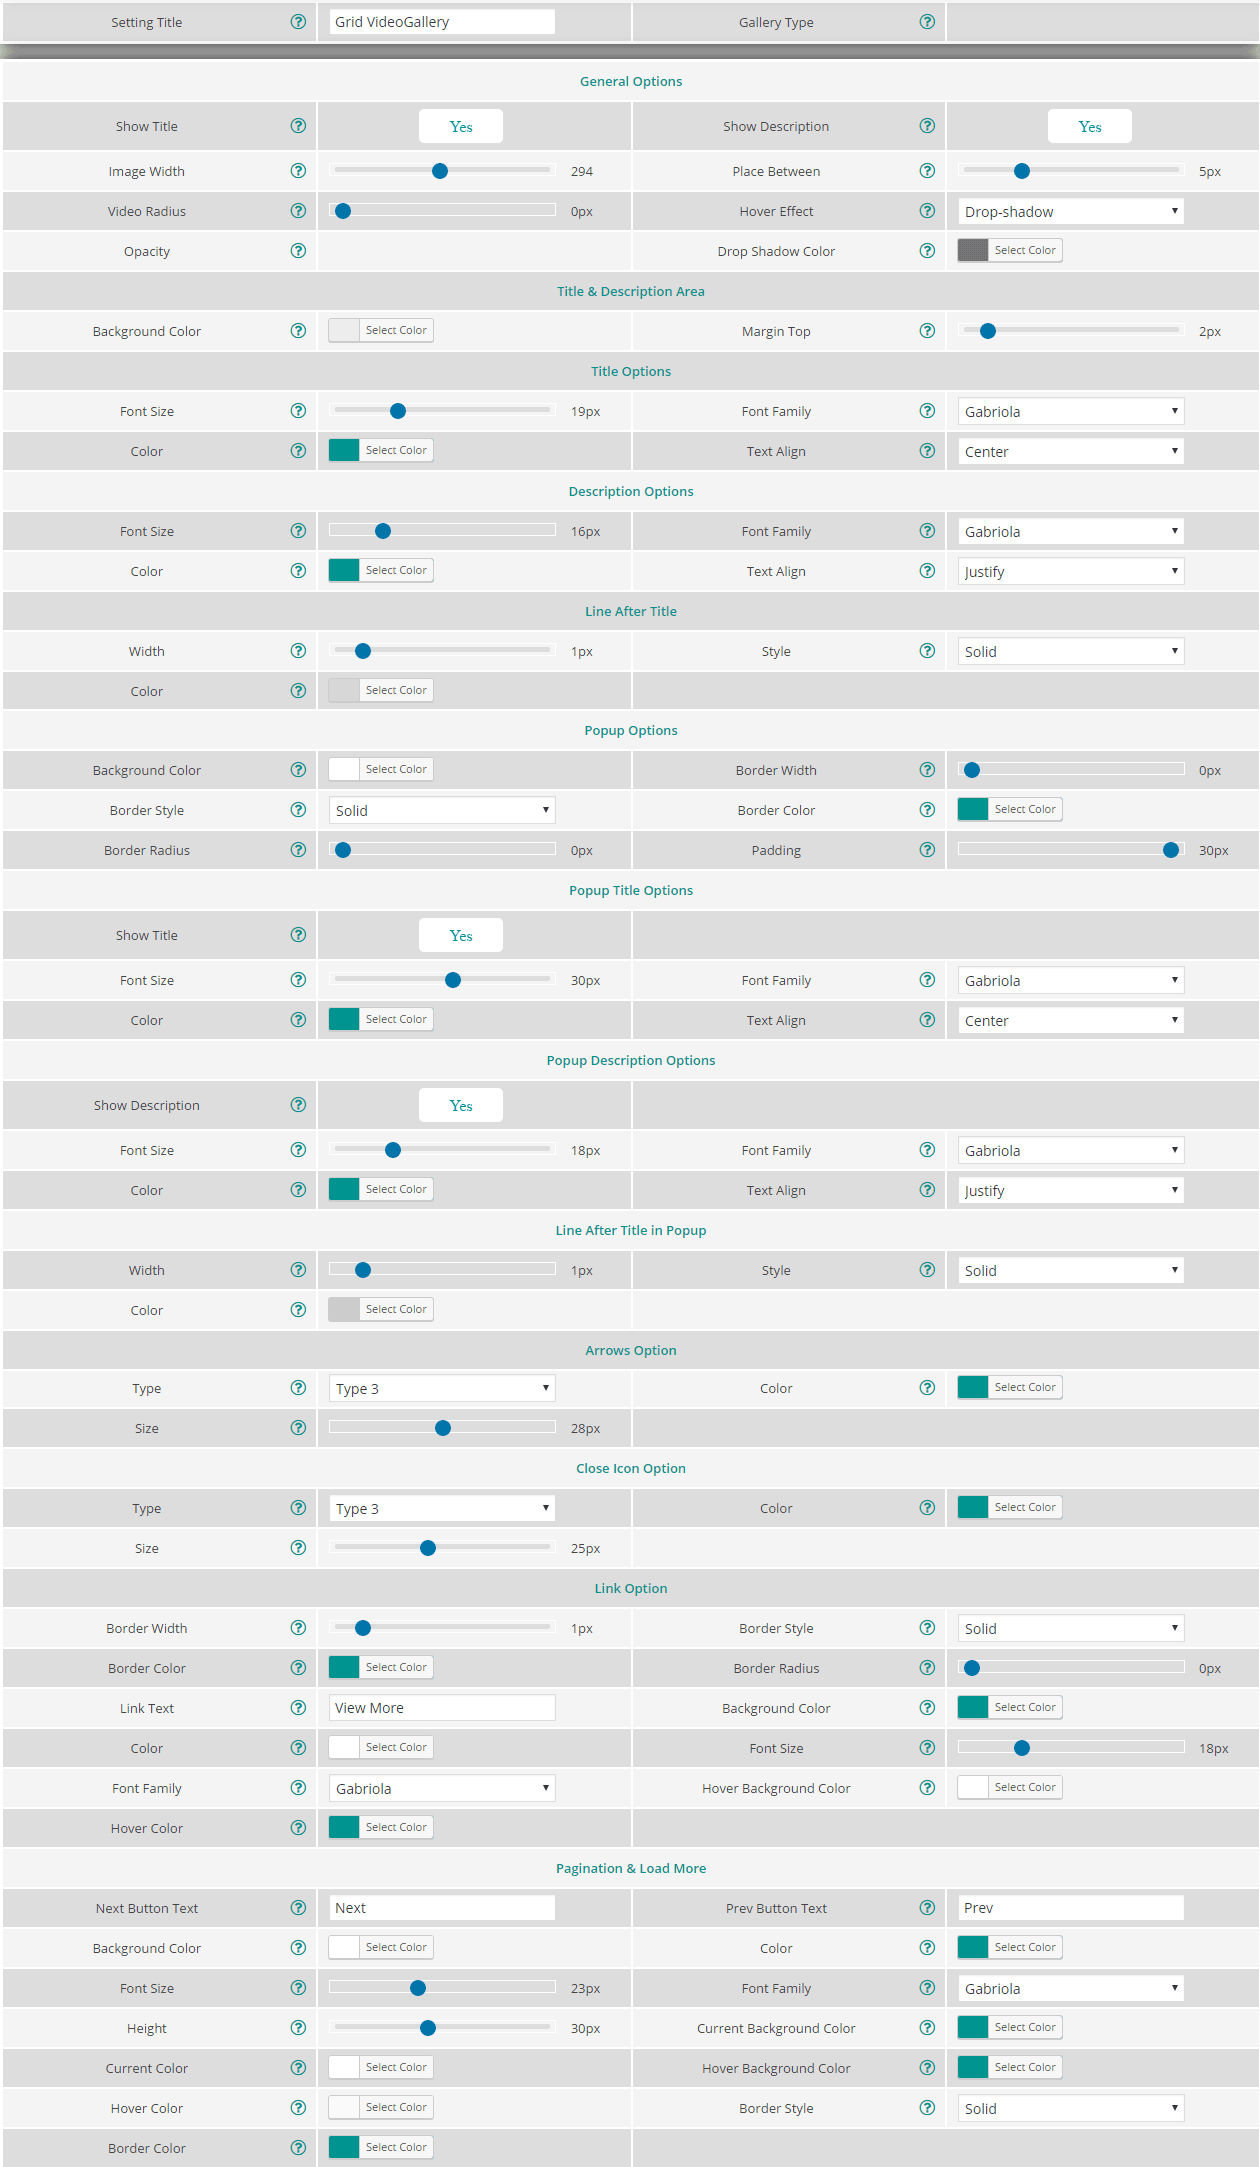 Setting Title ? Grid VideoGallery Gallery Type ?
General Options
Show Title ? Yes Show Description ? Yes
Image Width ? 294 Place Between ? 5px
Video Radius ? 0px Hover Effect ? Drop-shadow
Opacity ? Drop Shadow Color ? Select Color
Title & Description Area
Background Color ? Select Color Margin Top ? 2px
Title Options
Font Size ? 19px Font Family ? Gabriola
Color ? Select Color Text Align ? Center
Description Options
Font Size ? 16px Font Family ? Gabriola
Color ? Select Color Text Align ? Justify
Line After Title
Width ? 1px Style ? Solid
Color ? Select Color
Popup Options
Background Color ? Select Color Border Width ? 0px
Border Style ? Solid Border Color ? Select Color
Border Radius ? 0px Padding ? 30px
Popup Title Options
Show Title ? Yes
Font Size ? 30px Font Family ? Gabriola
Color ? Select Color Text Align ? Center
Popup Description Options
Show Description ? Yes
Font Size ? 18px Font Family ? Gabriola
Color ? Select Color Text Align ? Justify
Line After Title in Popup
Width ? 1px Style ? Solid
Color ? Select Color
Arrows Option
Type ? Type 3 Color ? Select Color
Size ? 28px
Close Icon Option
Type ? Type 3 Color ? Select Color
Size ? 25px
Link Option
Border Width ? 1px Border Style ? Solid
Border Color ? Select Color Border Radius ? 0px
Link Text ? View More Background Color ? Select Color
Color ? Select Color Font Size ? 18px
Font Family ? Gabriola Hover Background Color ? Select Color
Hover Color ? Select Color
Pagination & Load More
Next Button Text ? Next Prev Button Text ? Prev
Background Color ? Select Color Color ? Select Color
Font Size ? 23px Font Family ? Gabriola
Height ? 30px Current Background Color ? Select Color
Current Color ? Select Color Hover Background Color ? Select Color
Hover Color ? Select Color Border Style ? Solid
Border Color ? Select Color